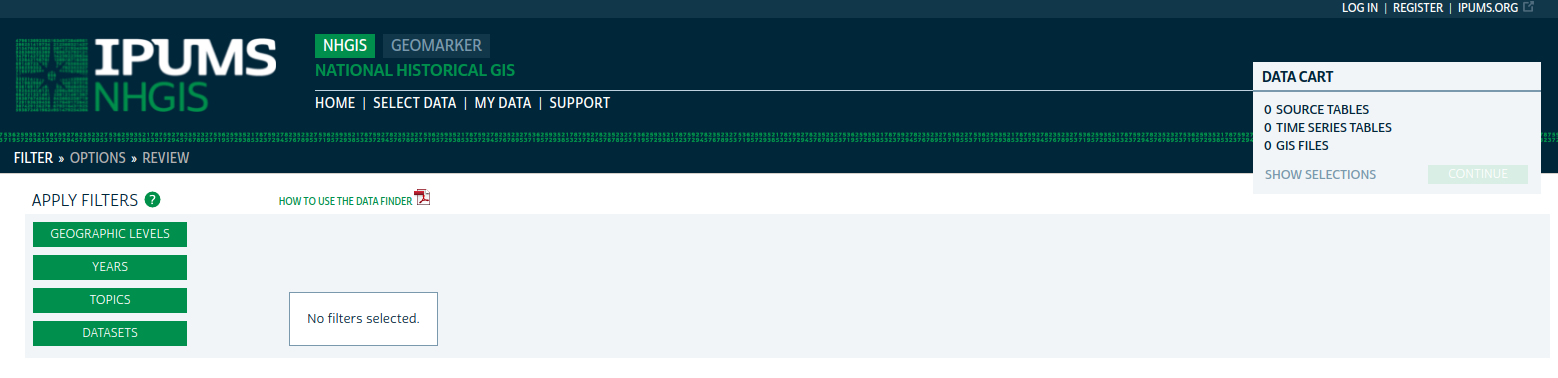 LOG IN | REGISTER | IPUMS.ORG
IPUMS
NHGIS
NHGIS GEOMARKER
NATIONAL HISTORICAL GIS
HOME | SELECT DATA | MY DATA | SUPPORT
DATA CART
0 SOURCE TABLES
0 TIME SERIES TABLES
0 GIS FILES
SHOW SELECTIONS CONTINUE
FILTER » OPTIONS » REVIEW
APPLY FILTERS ?
HOW TO USE THE DATA FINDER
GEOGRAPHIC LEVELS
YEARS
TOPICS
DATASETS
No filters selected.